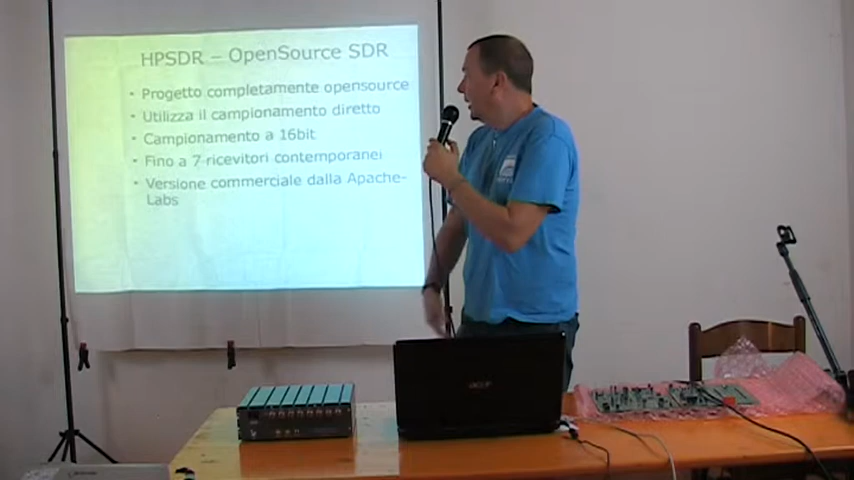 HPSDR – OpenSource SDR
• Progetto completamente opensource
• Utilizza il campionamento diretto
• Campionamento a 16bit
• Fino a 7 ricevitori contemporanei
• Versione commerciale dalla Apache-
Labs
acer